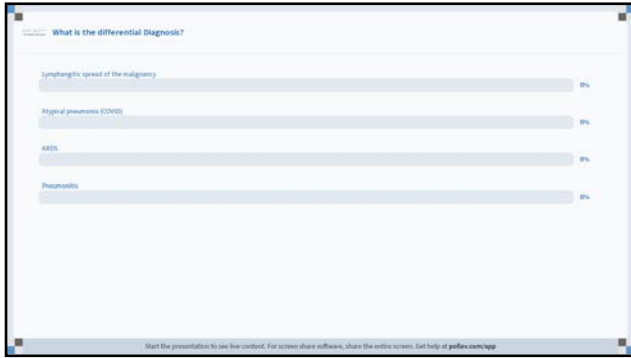 What is the differential Diagnosis?
Lymphangitic spread of the malignancy
0%
Atypical pneumonia (COVID)
0%
ARDS
0%
Pneumonitis
0%
Start the presentation to see live content. For screen share software, share the entire screen. Get help at pollev.com/app